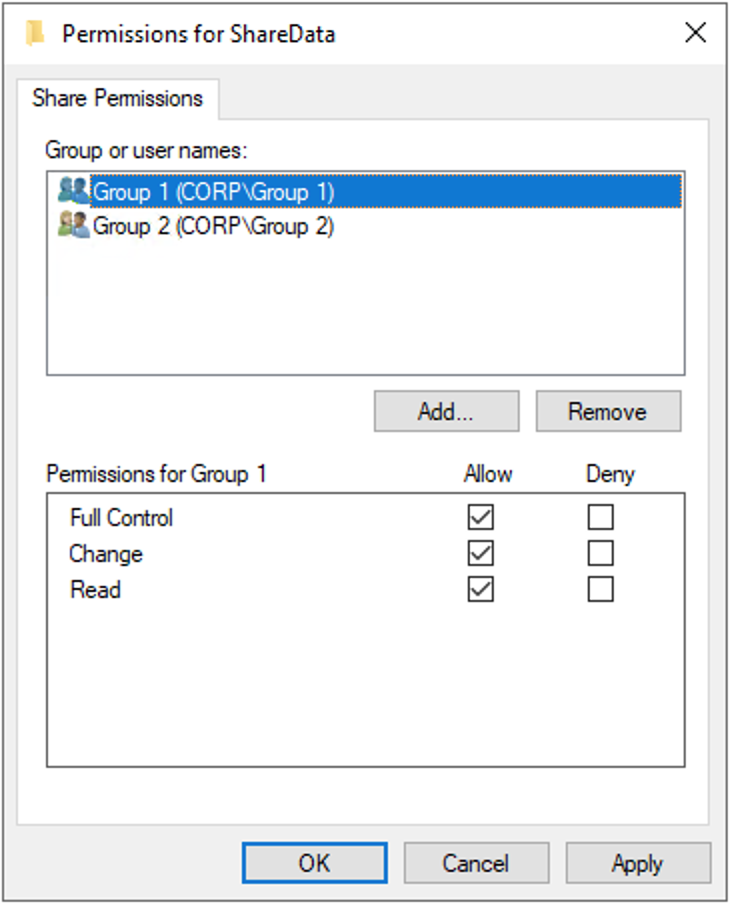 Permissions for ShareData
Share Permissions
Group or user names:
Group 1 (CORP\Group 1)
Group 2 (CORP\Group 2)
Add...
Remove
Permissions for Group 1 Allow Deny
Full Control
Change
Read
OK
Cancel
Apply